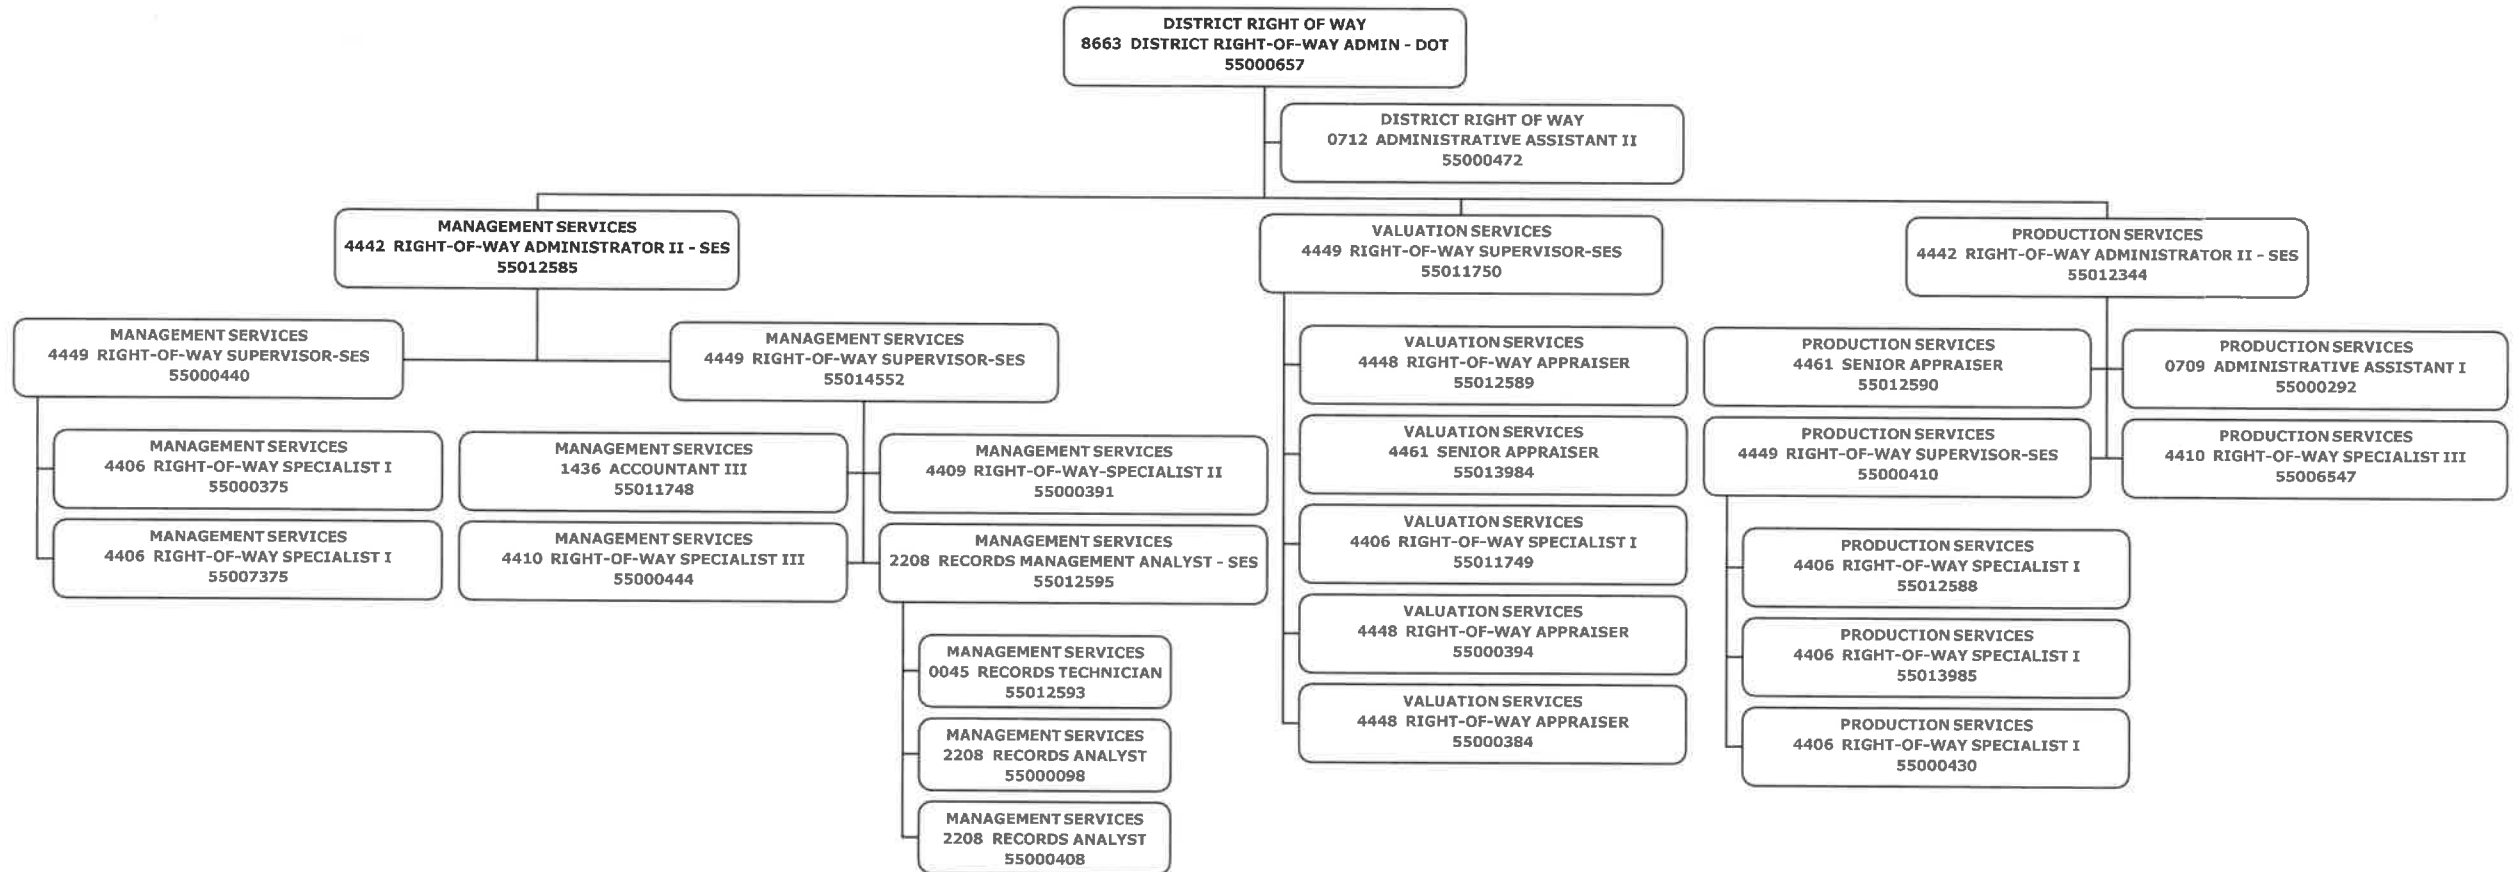 DISTRICT RIGHT OF WAY
8663 DISTRICT RIGHT-OF-WAY ADMIN - DOT
55000657
DISTRICT RIGHT OF WAY
0712 ADMINISTRATIVE ASSISTANT II
55000472
MANAGEMENT SERVICES
4442 RIGHT-OF-WAY ADMINISTRATOR II - SES
55012585
MANAGEMENT SERVICES
4449 RIGHT-OF-WAY SUPERVISOR-SES
55000440
MANAGEMENT SERVICES
4406 RIGHT-OF-WAY SPECIALIST I
55000375
MANAGEMENT SERVICES
4406 RIGHT-OF-WAY SPECIALIST I
55007375
MANAGEMENT SERVICES
4449 RIGHT-OF-WAY SUPERVISOR-SES
55014552
MANAGEMENT SERVICES
1436 ACCOUNTANT III
55011748
MANAGEMENT SERVICES
4409 RIGHT-OF-WAY-SPECIALIST II
55000391
MANAGEMENT SERVICES
4410 RIGHT-OF-WAY SPECIALIST III
55000444
MANAGEMENT SERVICES
2208 RECORDS MANAGEMENT ANALYST - SES
55012595
MANAGEMENT SERVICES
0045 RECORDS TECHNICIAN
55012593
MANAGEMENT SERVICES
2208 RECORDS ANALYST
55000098
MANAGEMENT SERVICES
2208 RECORDS ANALYST
55000408
VALUATION SERVICES
4449 RIGHT-OF-WAY SUPERVISOR-SES
55011750
VALUATION SERVICES
4448 RIGHT-OF-WAY APPRAISER
55012589
VALUATION SERVICES
4461 SENIOR APPRAISER
55013984
VALUATION SERVICES
4406 RIGHT-OF-WAY SPECIALIST I
55011749
VALUATION SERVICES
4448 RIGHT-OF-WAY APPRAISER
55000394
VALUATION SERVICES
4448 RIGHT-OF-WAY APPRAISER
55000384
PRODUCTION SERVICES
4442 RIGHT-OF-WAY ADMINISTRATOR II - SES
55012344
PRODUCTION SERVICES
4461 SENIOR APPRAISER
55012590
PRODUCTION SERVICES
0709 ADMINISTRATIVE ASSISTANT I
55000292
PRODUCTION SERVICES
4449 RIGHT-OF-WAY SUPERVISOR-SES
55000410
PRODUCTION SERVICES
4410 RIGHT-OF-WAY SPECIALIST III
55006547
PRODUCTION SERVICES
4406 RIGHT-OF-WAY SPECIALIST I
55012588
PRODUCTION SERVICES
4406 RIGHT-OF-WAY SPECIALIST I
55013985
PRODUCTION SERVICES
4406 RIGHT-OF-WAY SPECIALIST I
55000430